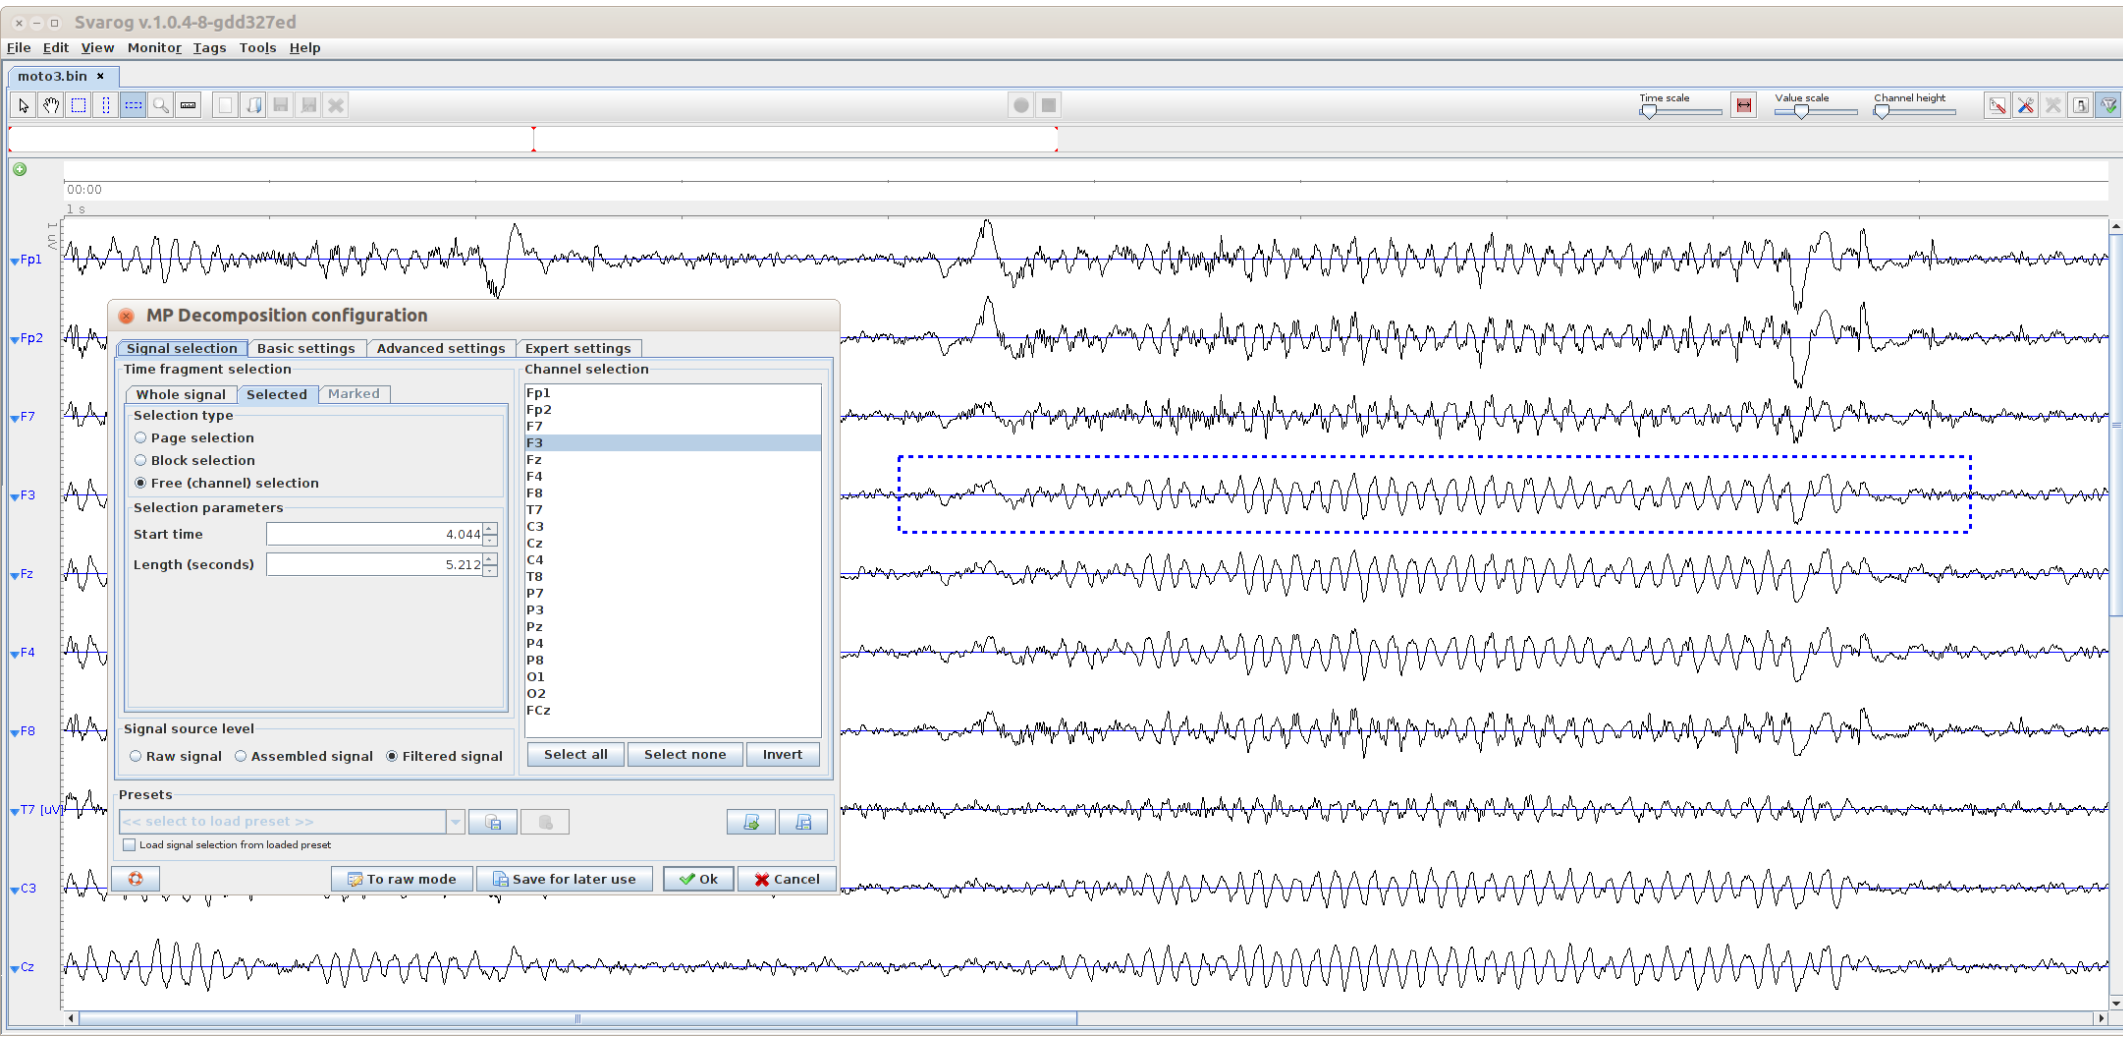 Svarog v.1.0.4-8-gdd327ed
File Edit View Monitor Tags Tools Help
moto3.bin
Time scale
Value scale
Channel height
00:00
1 s
1 uV
Fp1
Fp2
F7
F3
Fz
F4
F8
T7 [uV]
C3
Cz
MP Decomposition configuration
Signal selection Basic settings Advanced settings Expert settings
Time fragment selection
Whole signal Selected Marked
Selection type
Page selection
Block selection
Free (channel) selection
Selection parameters
Start time 4.044
Length (seconds) 5.212
Signal source level
Raw signal Assembled signal Filtered signal
Channel selection
Fp1
Fp2
F7
F3
Fz
F4
F8
T7
C3
Cz
C4
T8
P7
P3
Pz
P4
P8
O1
O2
FCz
Select all Select none Invert
Presets
<< select to load preset >>
Load signal selection from loaded preset
To raw mode Save for later use Ok Cancel